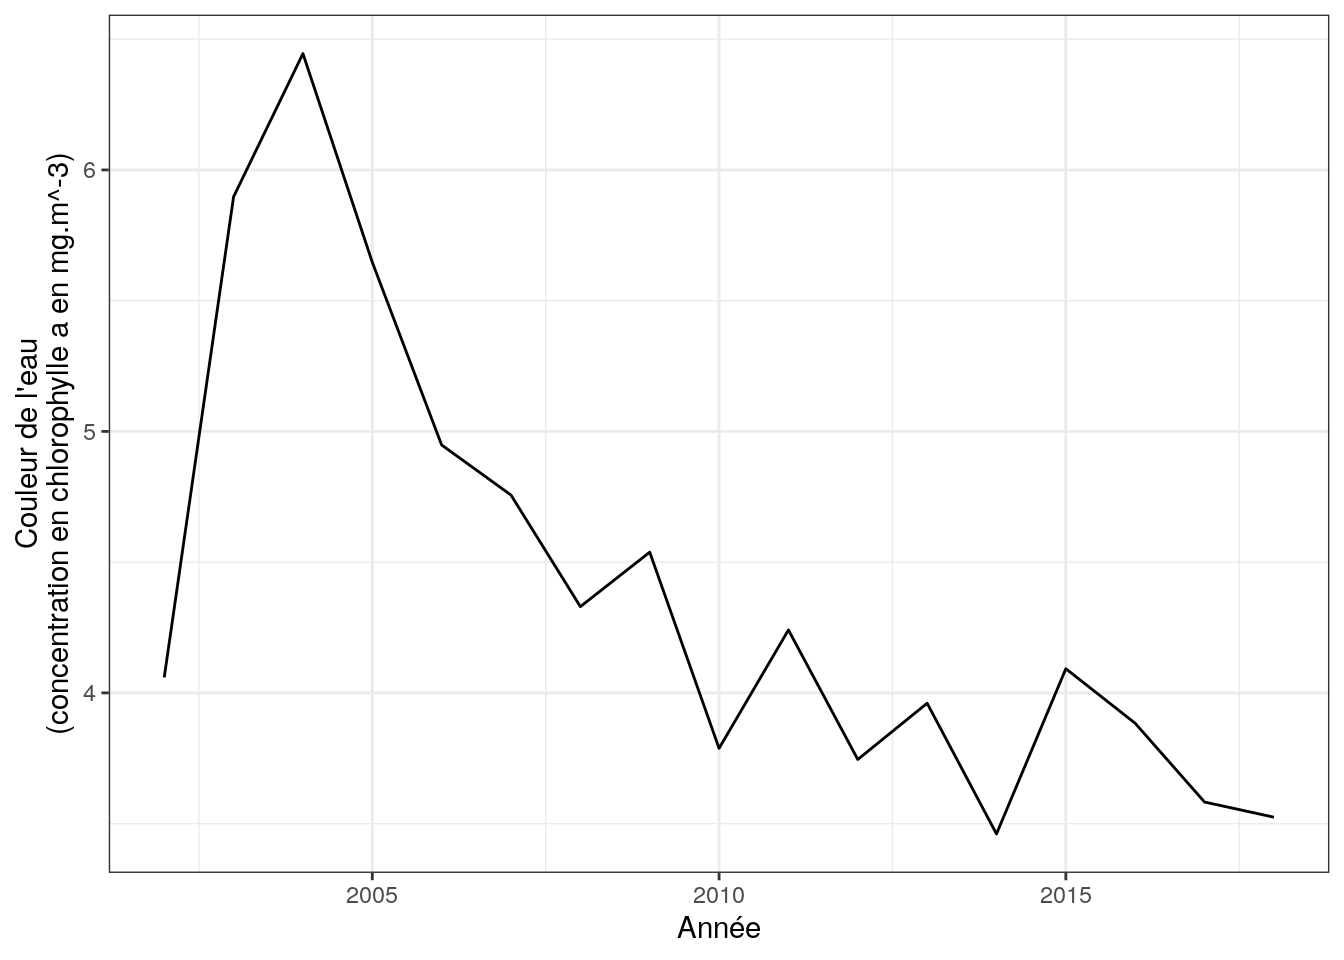 Couleur de l'eau
(concentration en chlorophylle a en mg.m^-3)
6
5
4
2005
2010
2015
Année